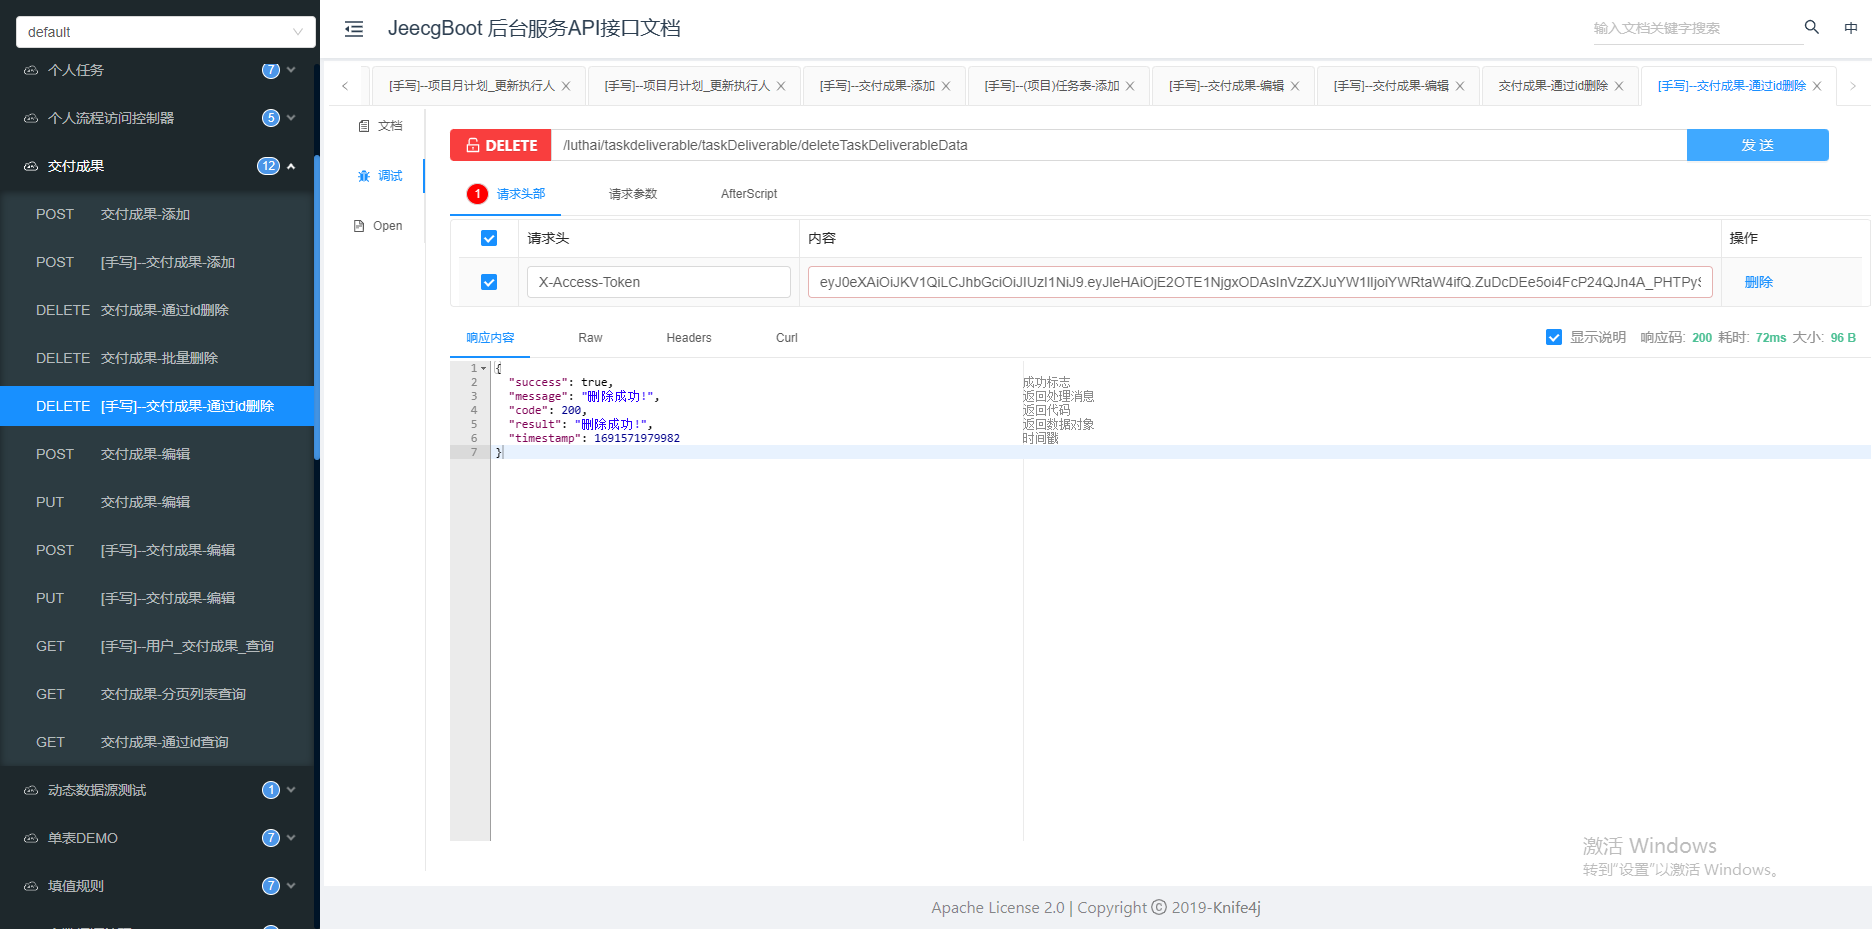 default
JeecgBoot 后台服务API接口文档
输入文档关键字搜索
中
个人任务
7
个人流程访问控制器
5
交付成果
12
POST 交付成果-添加
POST [手写]--交付成果-添加
DELETE 交付成果-通过id删除
DELETE 交付成果-批量删除
DELETE [手写]--交付成果-通过id删除
POST 交付成果-编辑
PUT 交付成果-编辑
POST [手写]--交付成果-编辑
PUT [手写]--交付成果-编辑
GET [手写]--用户_交付成果_查询
GET 交付成果-分页列表查询
GET 交付成果-通过id查询
动态数据源测试
1
单表DEMO
7
填值规则
7
[手写]--项目月计划_更新执行人
[手写]--项目月计划_更新执行人
[手写]--交付成果-添加
[手写]--(项目)任务表-添加
[手写]--交付成果-编辑
[手写]--交付成果-编辑
交付成果-通过id删除
[手写]--交付成果-通过id删除
文档
调试
Open
DELETE
/luthai/taskdeliverable/taskDeliverable/deleteTaskDeliverableData
发 送
1 请求头部
请求参数
AfterScript
请求头
内容
操作
X-Access-Token
删除
响应内容
Raw
Headers
Curl
显示说明
响应码: 200 耗时: 72ms 大小: 96 B
1 {
2 "success": true, 成功标志
3 "message": "删除成功!", 返回处理消息
4 "code": 200, 返回代码
5 "result": "删除成功!", 返回数据对象
6 "timestamp": 1691571979982 时间戳
7 }
激活 Windows
转到“设置”以激活 Windows。
Apache License 2.0 | Copyright © 2019-Knife4j